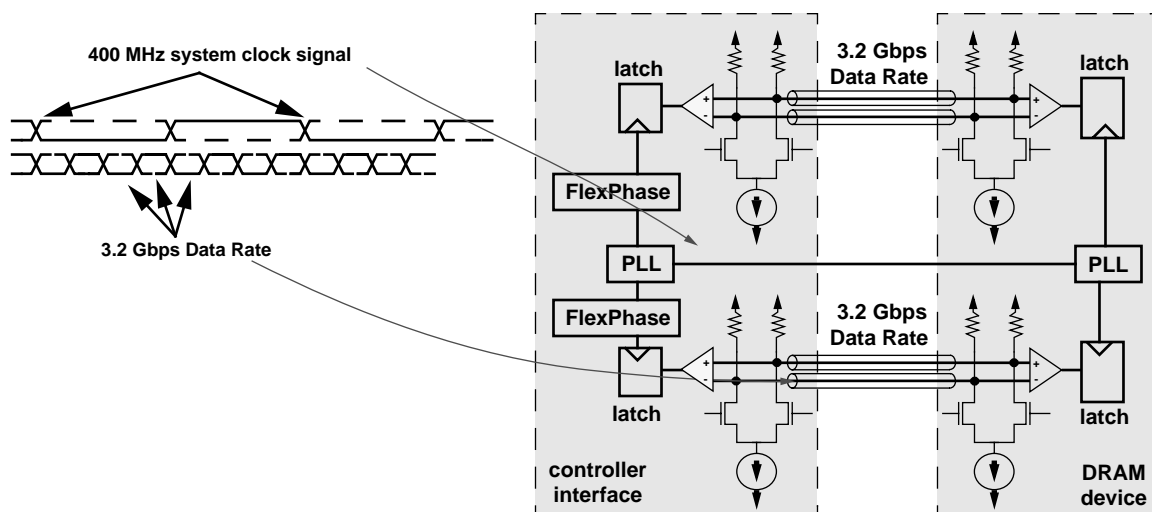 400 MHz system clock signal
3.2 Gbps Data Rate
3.2 Gbps
Data Rate
latch
latch
+
-
+
-
FlexPhase
PLL
PLL
FlexPhase
3.2 Gbps
Data Rate
+
-
+
-
latch
latch
controller
interface
DRAM
device